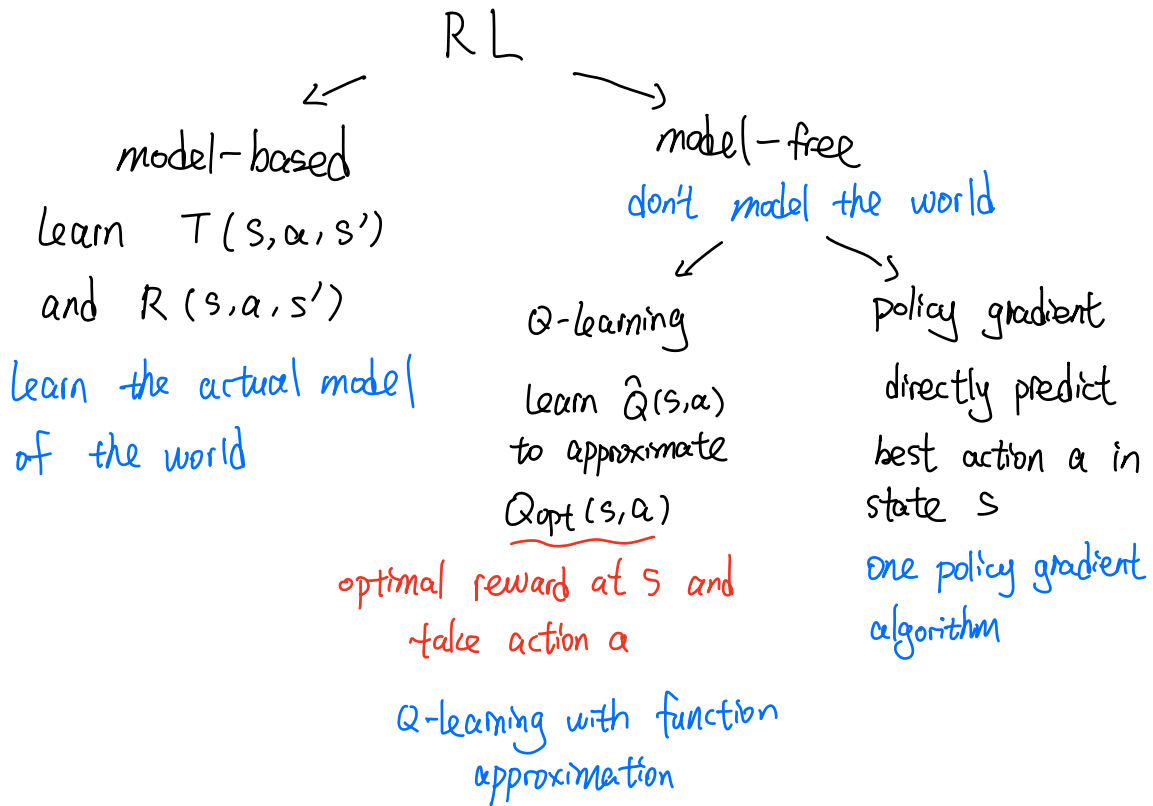 RL
model-based
learn T(s,a,s')
and R(s,a,s')
learn the actual model
of the world
model-free
don't model the world
Q-learning
learn Q̂(s,a)
to approximate
Qopt(s,a)
optimal reward at s and
take action a
Q-learning with function
approximation
policy gradient
directly predict
best action a in
state s
one policy gradient
algorithm